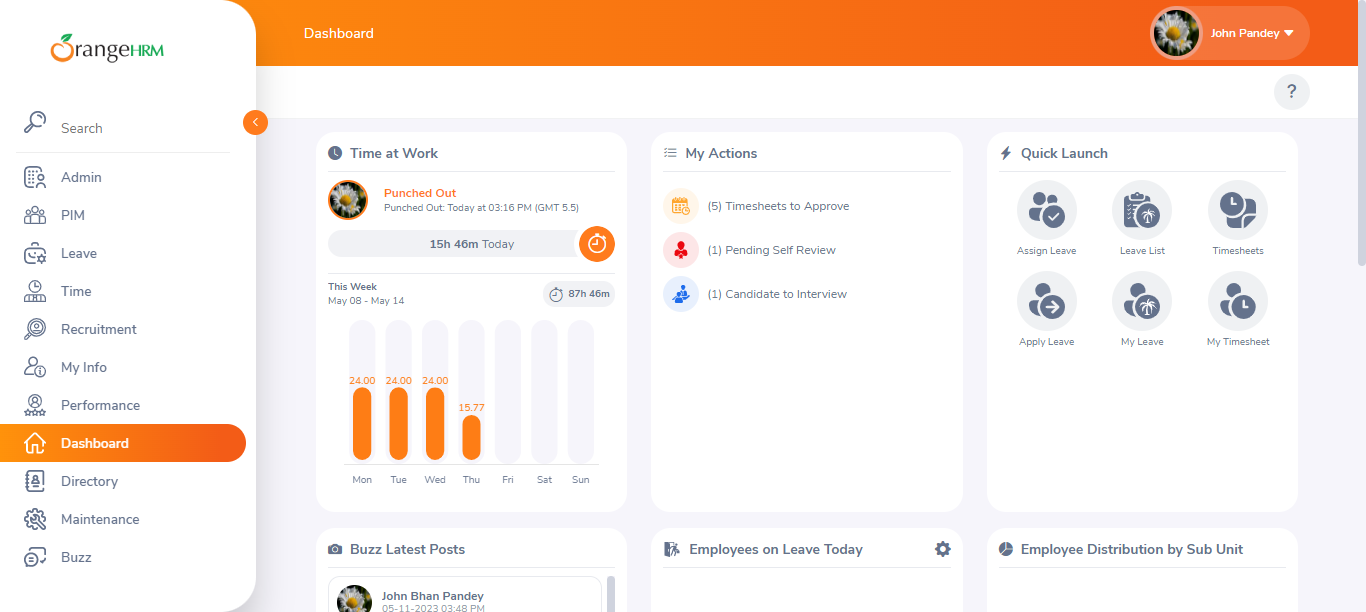 OrangeHRM
Search
Admin
PIM
Leave
Time
Recruitment
My Info
Performance
Dashboard
Directory
Maintenance
Buzz
Dashboard
John Pandey
?
Time at Work
Punched Out
Punched Out: Today at 03:16 PM (GMT 5.5)
15h 46m Today
This Week
May 08 - May 14
87h 46m
24.00 24.00 24.00
15.77
Mon Tue Wed Thu Fri Sat Sun
My Actions
(5) Timesheets to Approve
(1) Pending Self Review
(1) Candidate to Interview
Quick Launch
Assign Leave Leave List Timesheets
Apply Leave My Leave My Timesheet
Buzz Latest Posts
John Bhan Pandey
05-11-2023 03:48 PM
Employees on Leave Today
Employee Distribution by Sub Unit